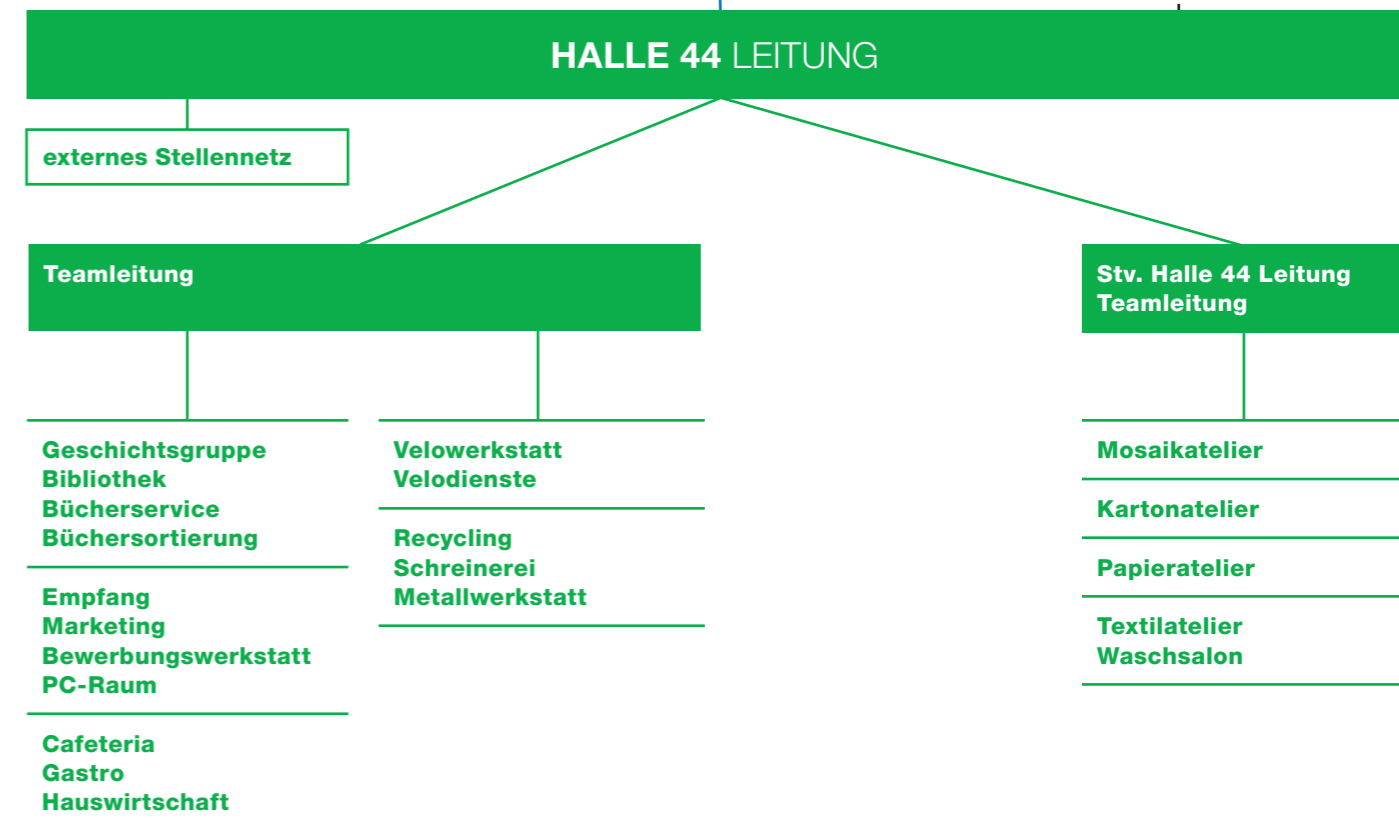 HALLE 44 LEITUNG
externes Stellennetz
Teamleitung
Geschichtsgruppe
Bibliothek
Bücherservice
Büchersortierung
Empfang
Marketing
Bewerbungswerkstatt
PC-Raum
Cafeteria
Gastro
Hauswirtschaft
Velowerkstatt
Velodienste
Recycling
Schreinerei
Metallwerkstatt
Stv. Halle 44 Leitung
Teamleitung
Mosaikatelier
Kartonatelier
Papieratelier
Textilatelier
Waschsalon